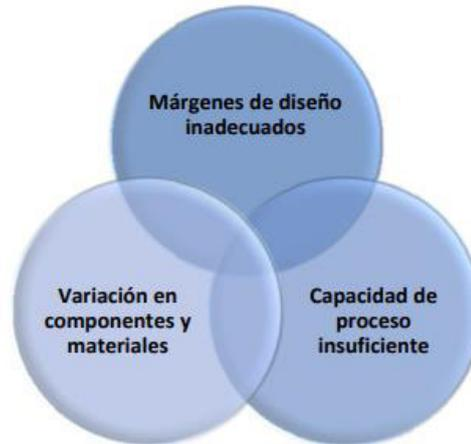 Márgenes de diseño
inadecuados
Variación en
componentes y
materiales
Capacidad de
proceso
insuficiente